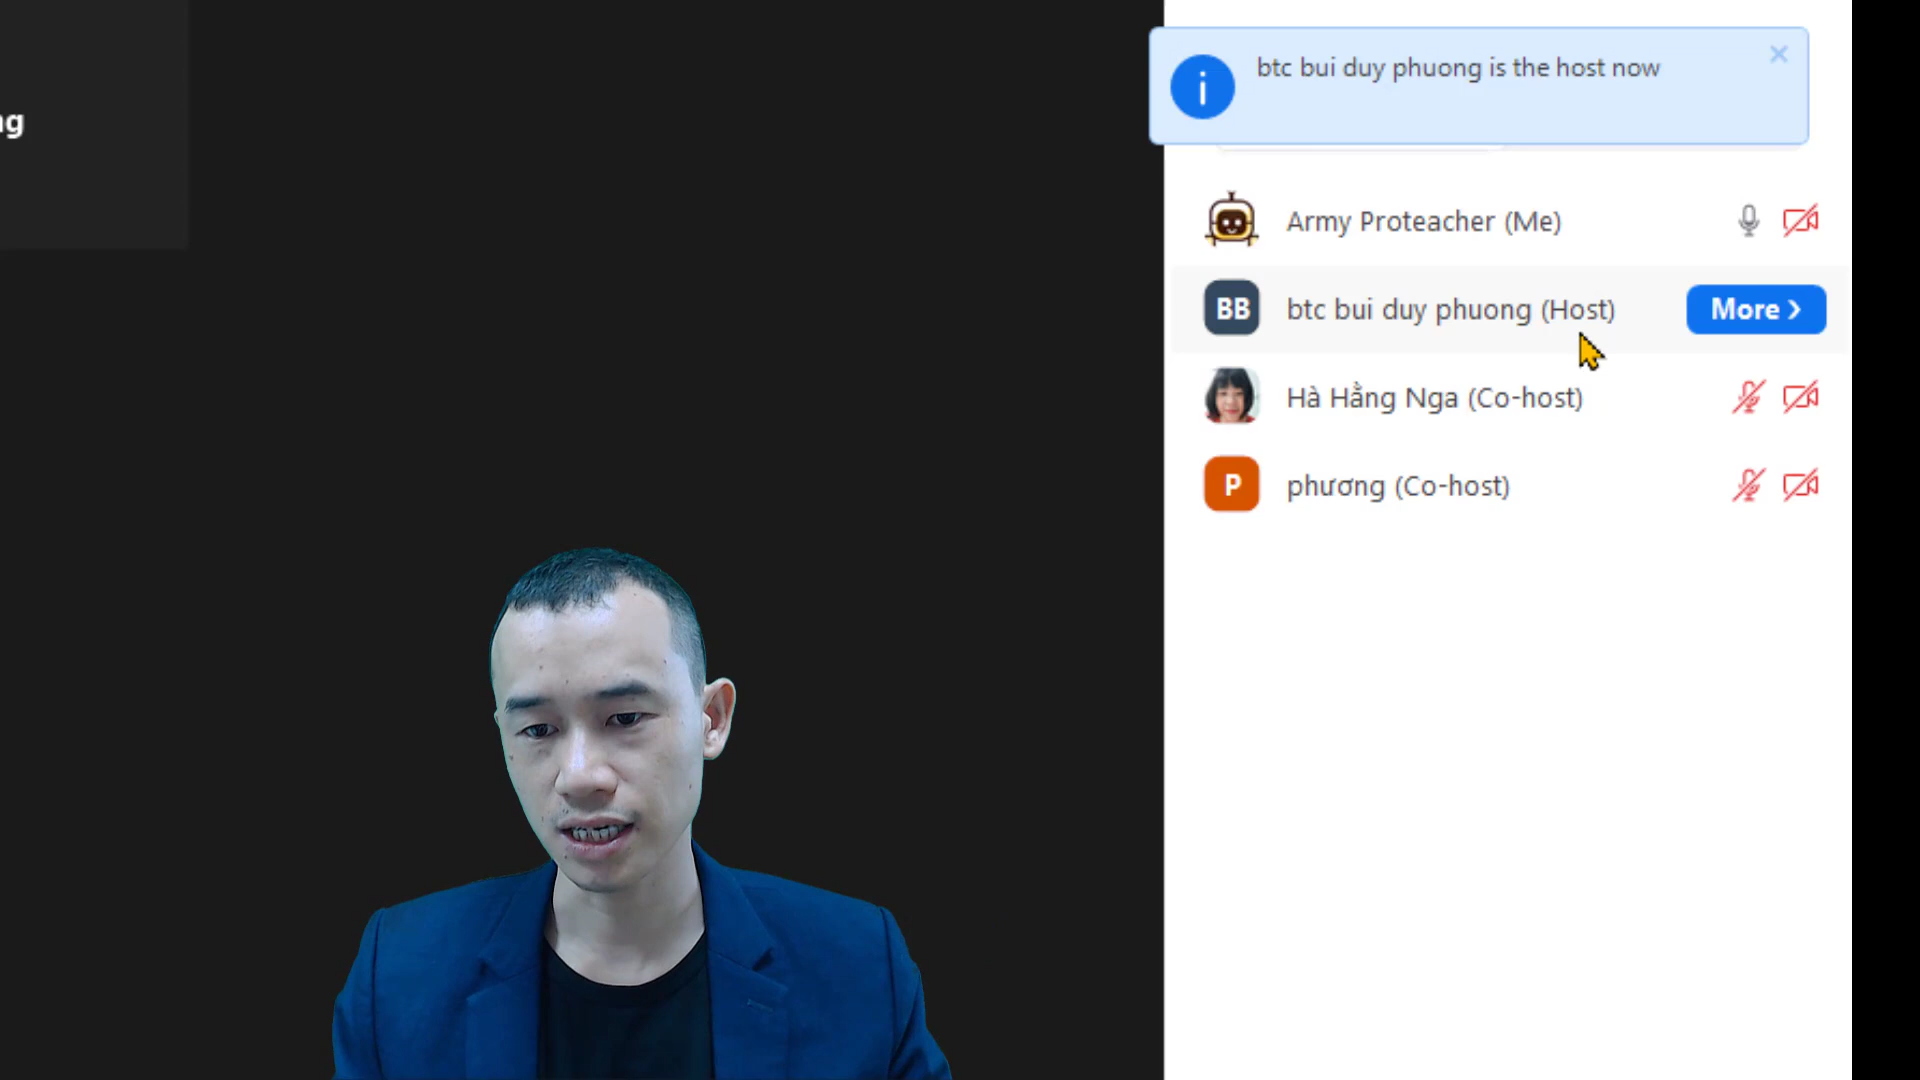 btc bui duy phuong is the host now
Army Proteacher (Me)
BB
btc bui duy phuong (Host)
More
Hà Hằng Nga (Co-host)
P
phương (Co-host)